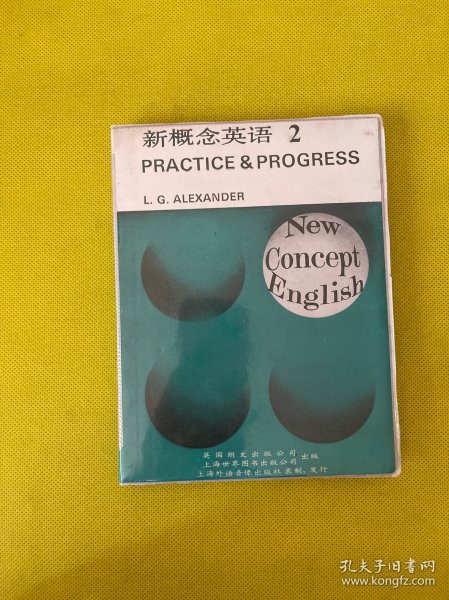 新概念英语 2
PRACTICE & PROGRESS
L. G. ALEXANDER
New
Concept
English
英国朗文出版公司
上海世界图书出版公司 出版
上海外语音像出版社录制、发行
孔夫子旧书网
www.kongfz.com